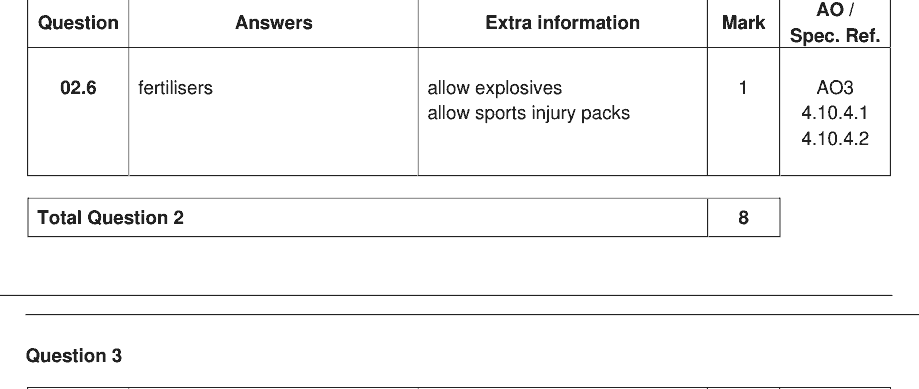 Question Answers Extra information Mark AO / Spec. Ref.
02.6 fertilisers allow explosives 1 AO3
allow sports injury packs 4.10.4.1
4.10.4.2
Total Question 2 8
Question 3